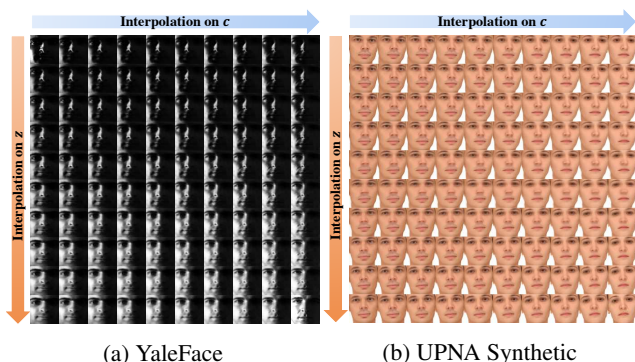 Interpolation on c
Interpolation on z
(a) YaleFace
Interpolation on c
Interpolation on z
(b) UPNA Synthetic